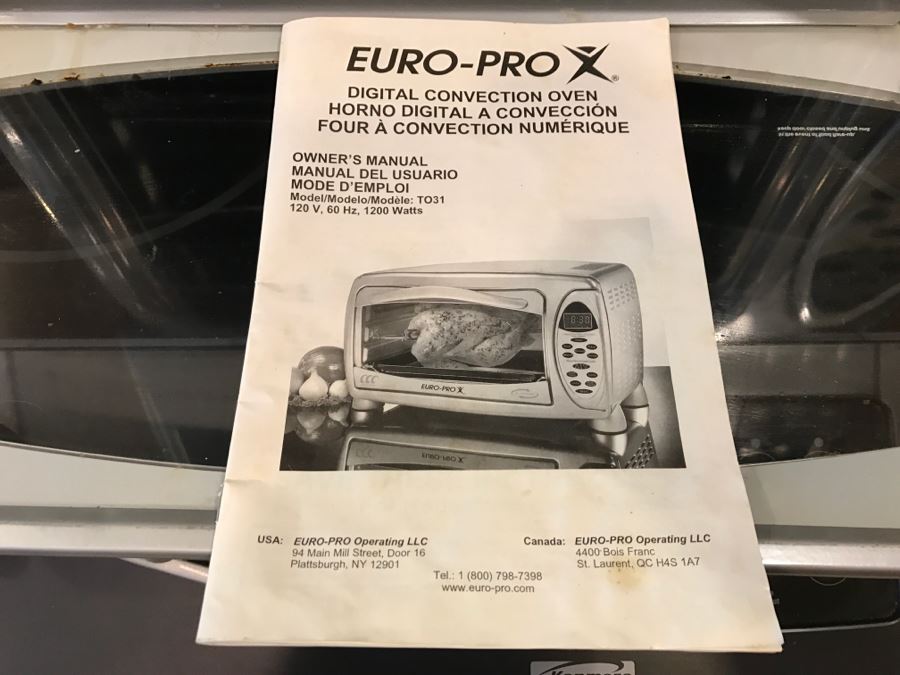 EURO-PRO X®
DIGITAL CONVECTION OVEN
HORNO DIGITAL A CONVECCIÓN
FOUR À CONVECTION NUMÉRIQUE
OWNER'S MANUAL
MANUAL DEL USUARIO
MODE D'EMPLOI
Model/Modelo/Modèle: TO31
120 V, 60 Hz, 1200 Watts
8:30
EURO-PRO X
USA: EURO-PRO Operating LLC
94 Main Mill Street, Door 16
Plattsburgh, NY 12901
Canada: EURO-PRO Operating LLC
4400 Bois Franc
St. Laurent, QC H4S 1A7
Tel.: 1 (800) 798-7398
www.euro-pro.com
Kenmore